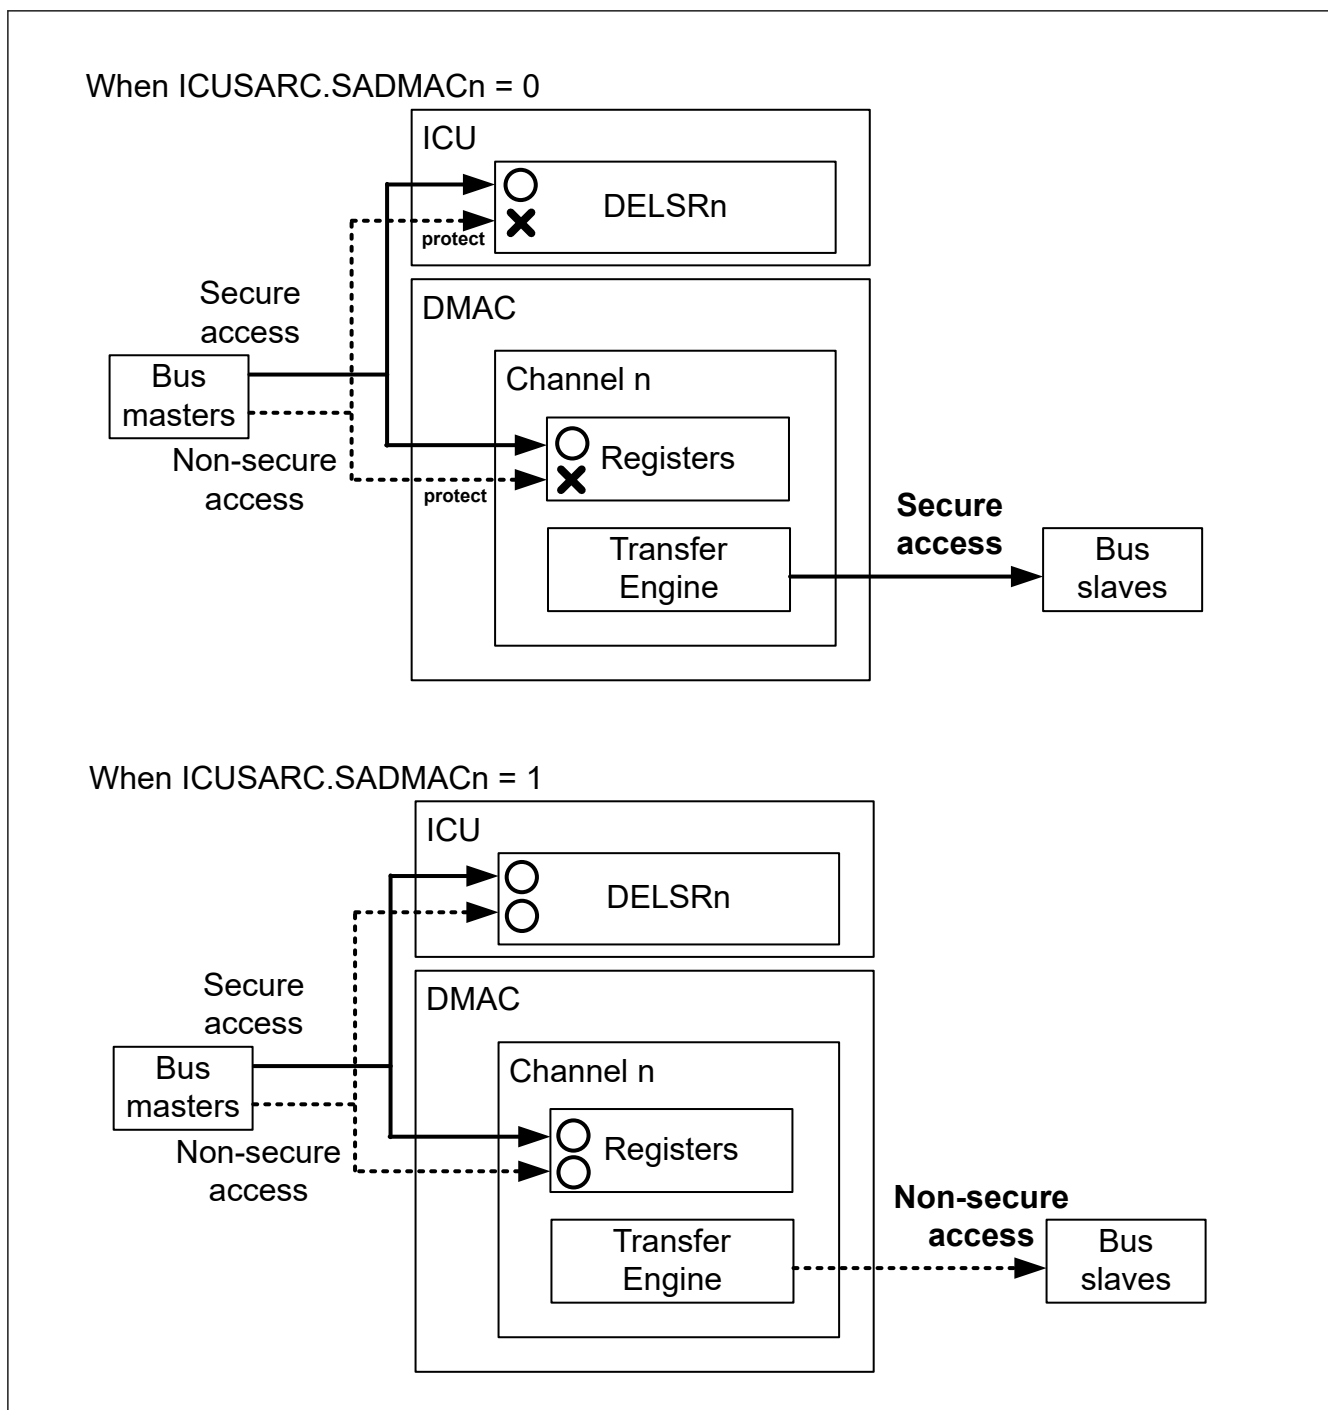 When ICUSARC.SADMACn = 0
ICU
DELSRn
protect
Secure
access
DMAC
Bus
masters
Channel n
Registers
Non-secure
access
protect
Secure
access
Transfer
Engine
Bus
slaves
When ICUSARC.SADMACn = 1
ICU
DELSRn
Secure
access
DMAC
Bus
masters
Channel n
Registers
Non-secure
access
Non-secure
access
Transfer
Engine
Bus
slaves